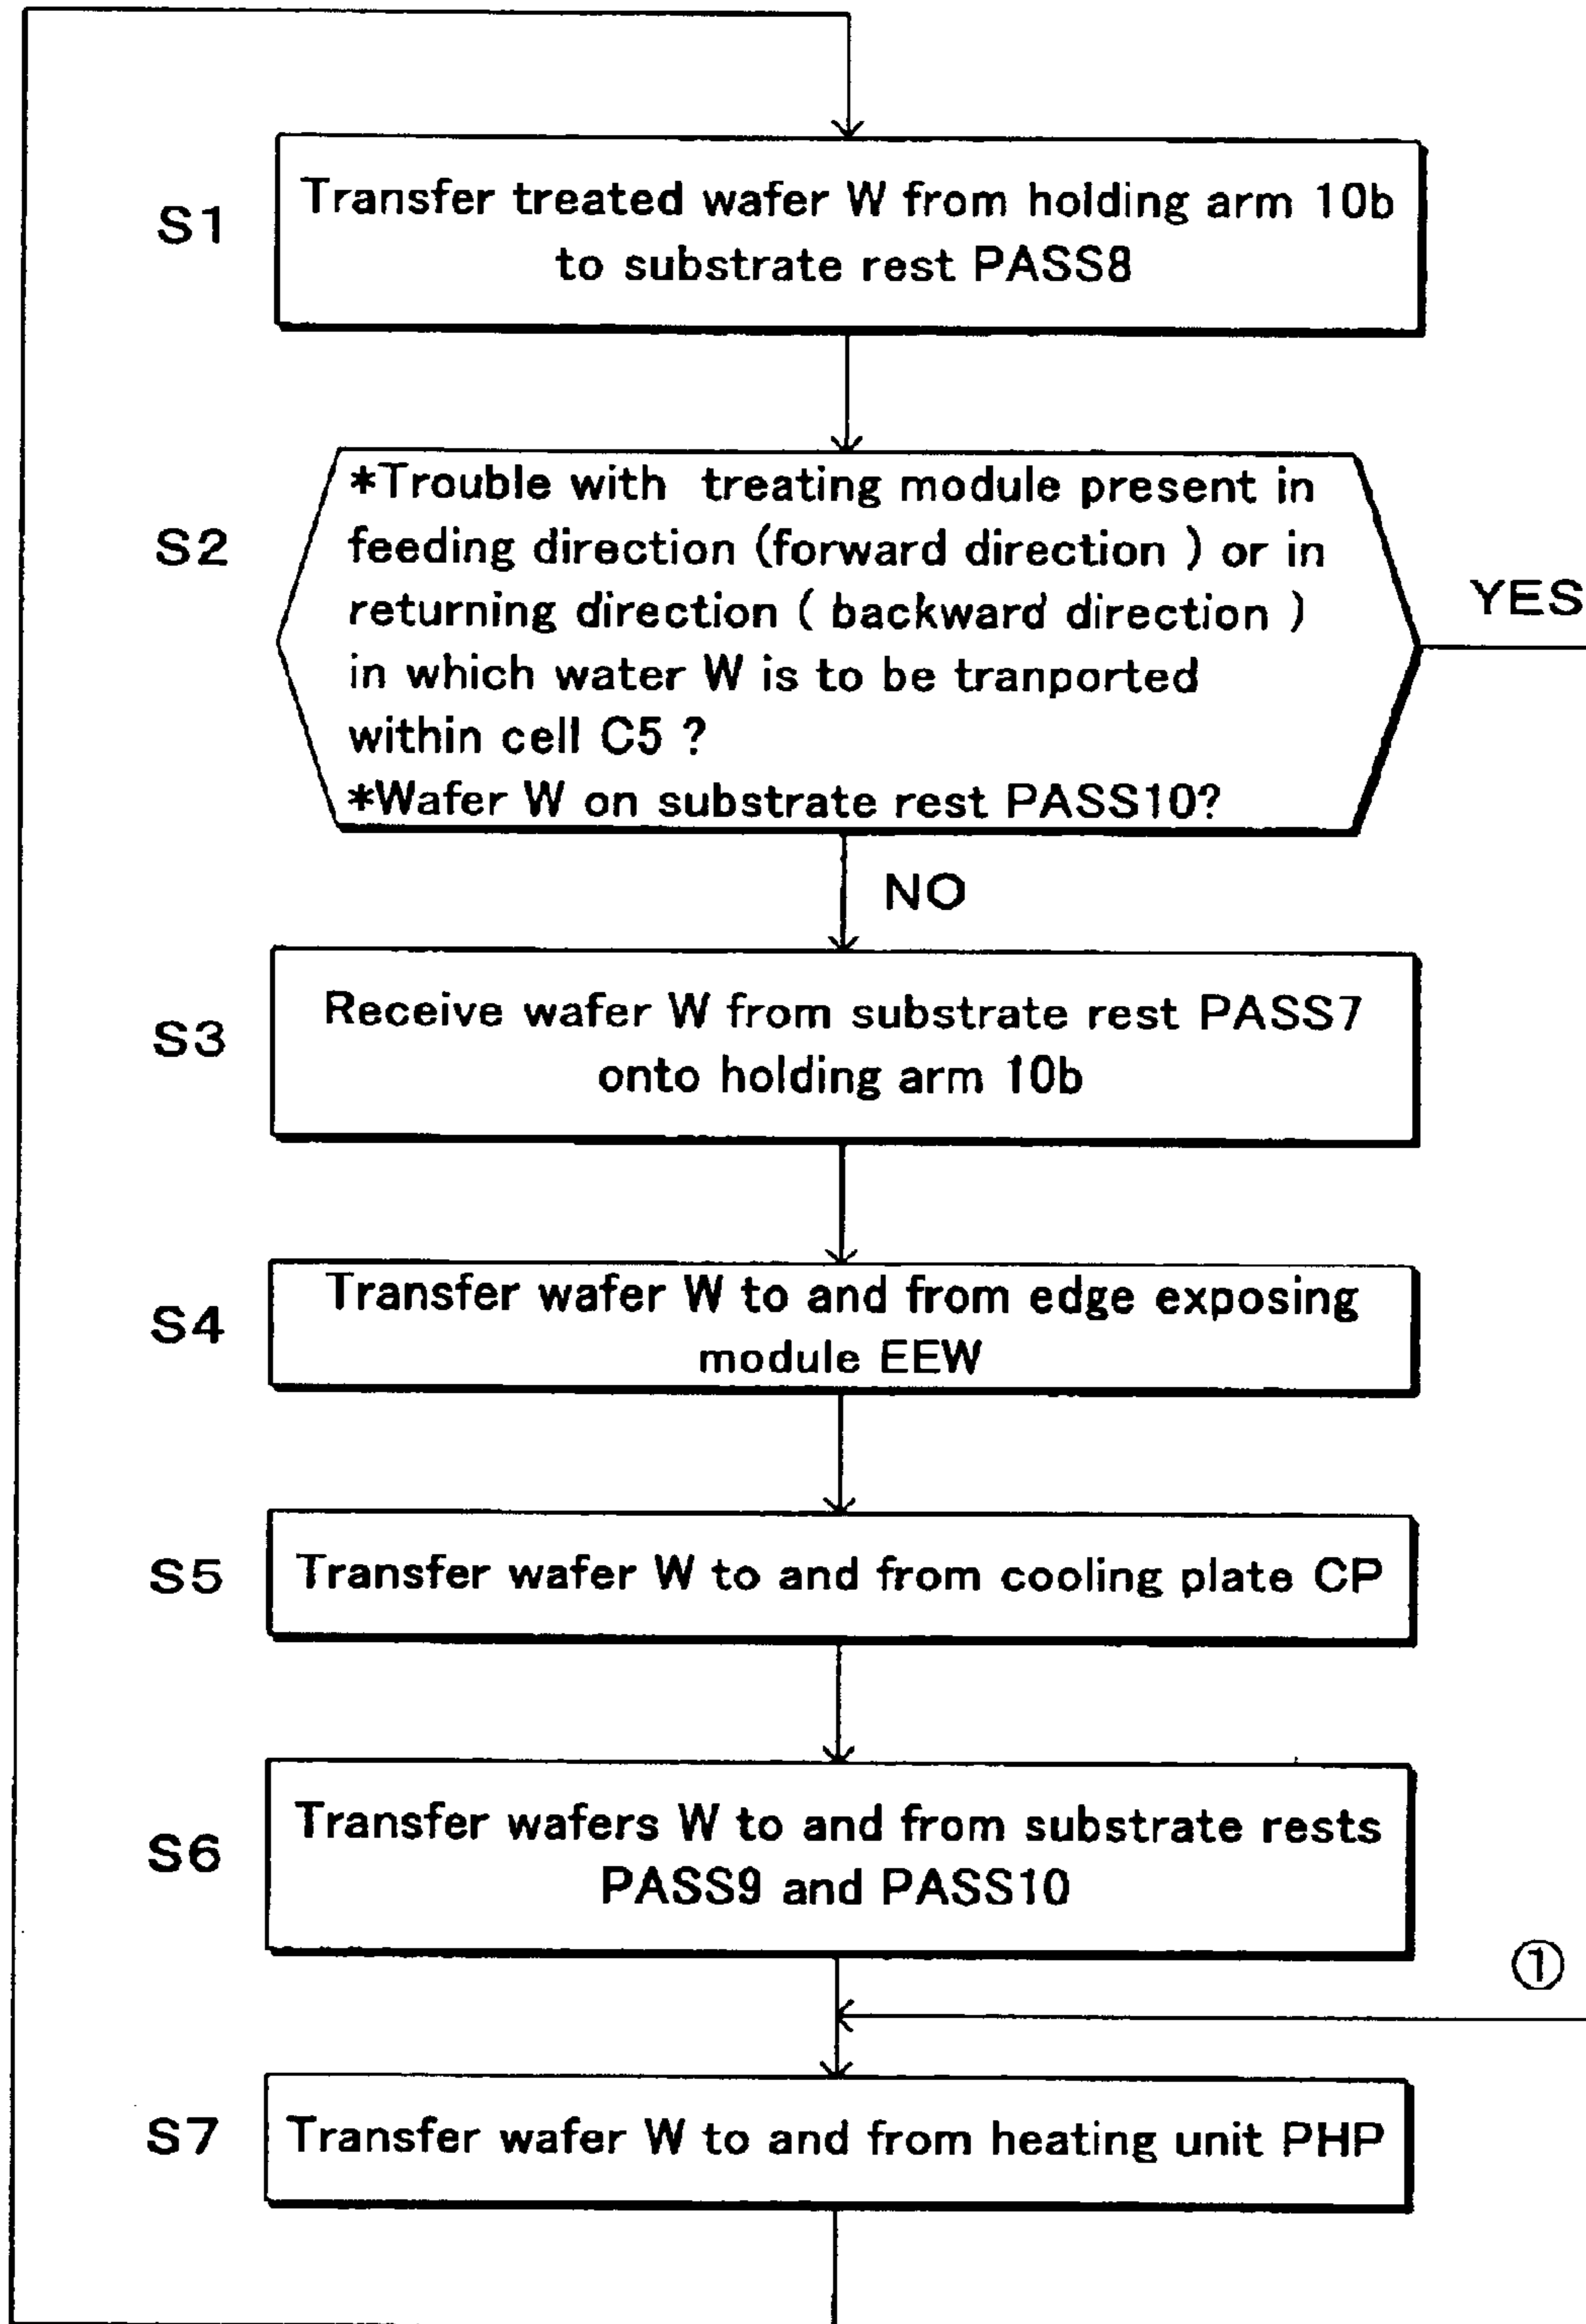 S1
Transfer treated wafer W from holding arm 10b
to substrate rest PASS8
S2
*Trouble with treating module present in
feeding direction (forward direction ) or in
returning direction ( backward direction )
in which water W is to be tranported
within cell C5 ?
*Wafer W on substrate rest PASS10?
YES
NO
S3
Receive wafer W from substrate rest PASS7
onto holding arm 10b
S4
Transfer wafer W to and from edge exposing
module EEW
S5
Transfer wafer W to and from cooling plate CP
S6
Transfer wafers W to and from substrate rests
PASS9 and PASS10
①
S7
Transfer wafer W to and from heating unit PHP